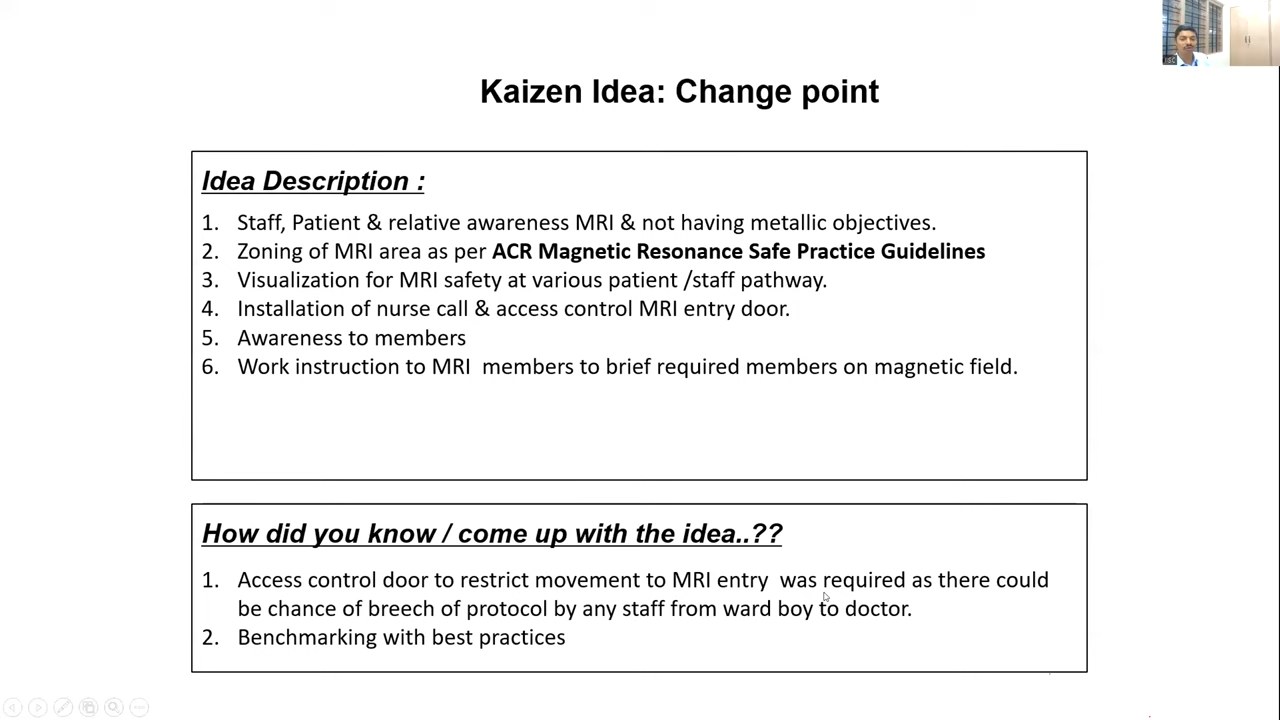 Kaizen Idea: Change point
Idea Description :
1. Staff, Patient & relative awareness MRI & not having metallic objectives.
2. Zoning of MRI area as per ACR Magnetic Resonance Safe Practice Guidelines
3. Visualization for MRI safety at various patient /staff pathway.
4. Installation of nurse call & access control MRI entry door.
5. Awareness to members
6. Work instruction to MRI  members to brief required members on magnetic field.
How did you know / come up with the idea..??
1. Access control door to restrict movement to MRI entry  was required as there could
be chance of breech of protocol by any staff from ward boy to doctor.
2. Benchmarking with best practices